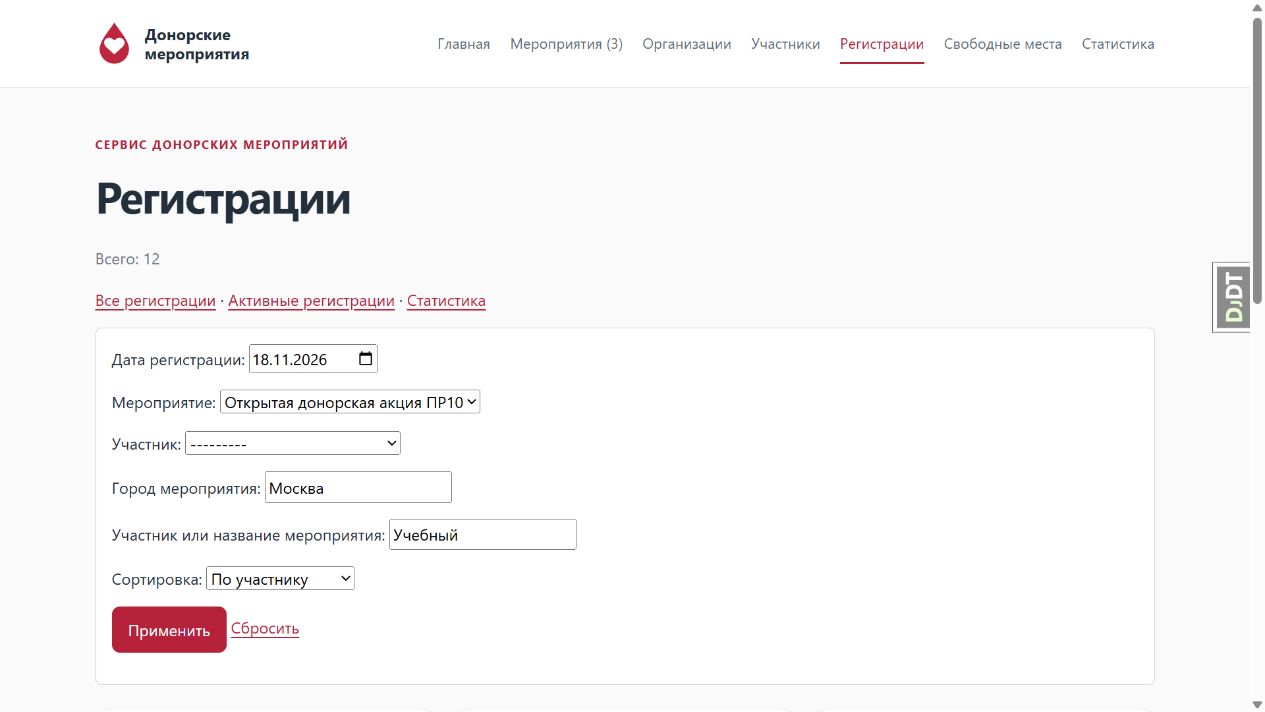 Донорские
мероприятия
Главная Мероприятия (3) Организации Участники Регистрации Свободные места Статистика
СЕРВИС ДОНОРСКИХ МЕРОПРИЯТИЙ
Регистрации
Всего: 12
Все регистрации · Активные регистрации · Статистика
DJDT
Дата регистрации: 18.11.2026
Мероприятие: Открытая донорская акция ПР10
Участник: ---------
Город мероприятия: Москва
Участник или название мероприятия: Учебный
Сортировка: По участнику
Применить Сбросить